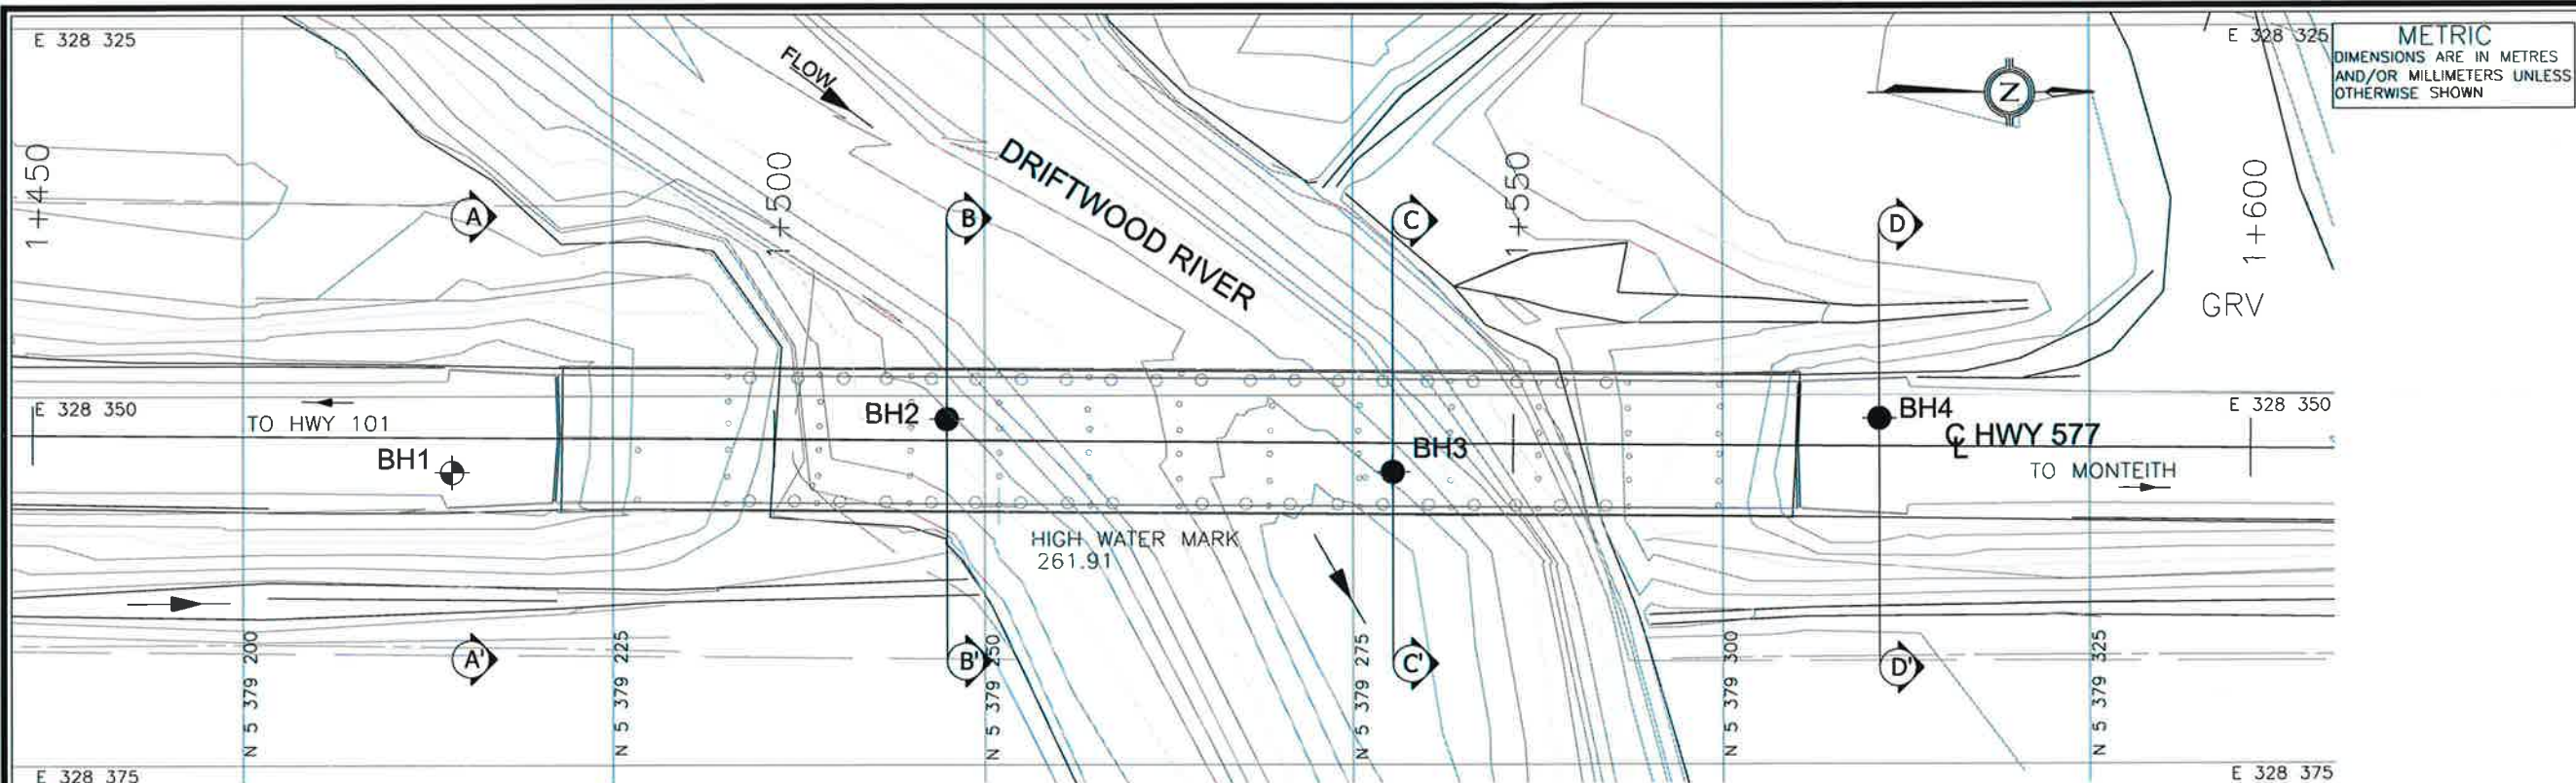 E 328 325
E 328 325
METRIC
DIMENSIONS ARE IN METRES
AND/OR MILLIMETERS UNLESS
OTHERWISE SHOWN
FLOW
Z
DRIFTWOOD RIVER
1+450
1+500
1+550
1+600
A
B
C
D
GRV
E 328 350
E 328 350
TO HWY 101
BH1
BH2
BH3
BH4
℄ HWY 577
TO MONTEITH
HIGH WATER MARK
261.91
A'
B'
C'
D'
N 5 379 200
N 5 379 225
N 5 379 250
N 5 379 275
N 5 379 300
N 5 379 325
E 328 375
E 328 375